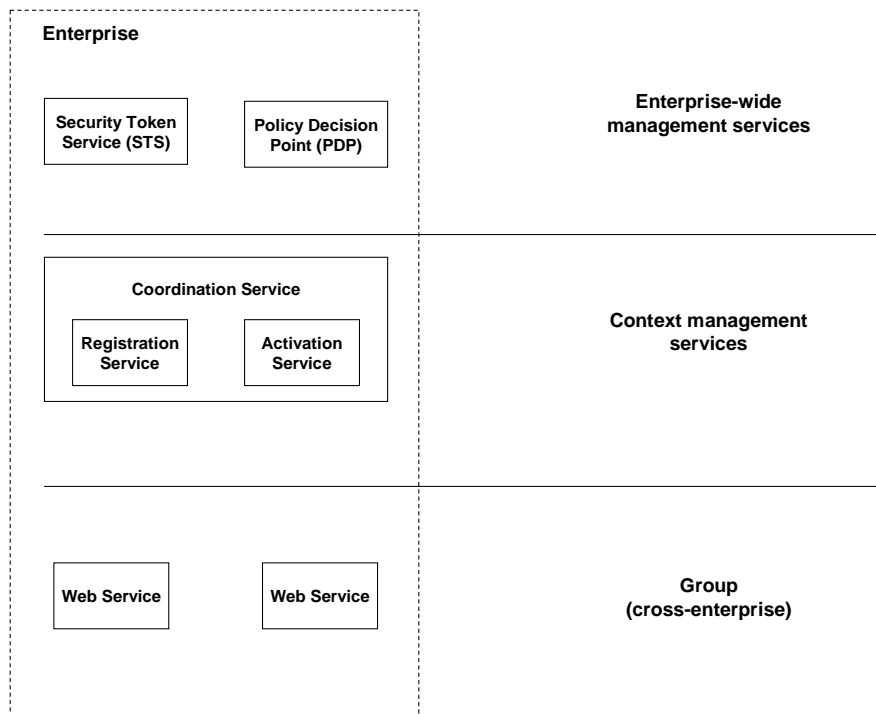 Enterprise
Security Token
Service (STS)
Policy Decision
Point (PDP)
Enterprise-wide
management services
Coordination Service
Registration
Service
Activation
Service
Context management
services
Web Service
Web Service
Group
(cross-enterprise)